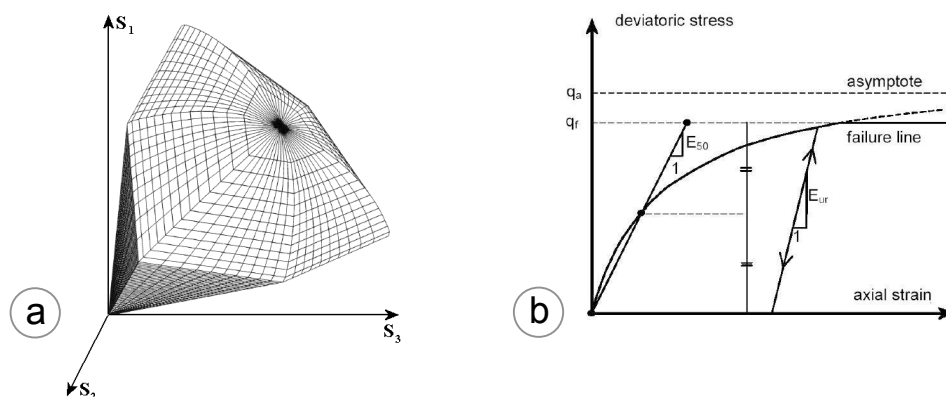 S1
S3
S2
a
deviatoric stress
qa
asymptote
qf
failure line
E50
1
Eur
1
axial strain
b